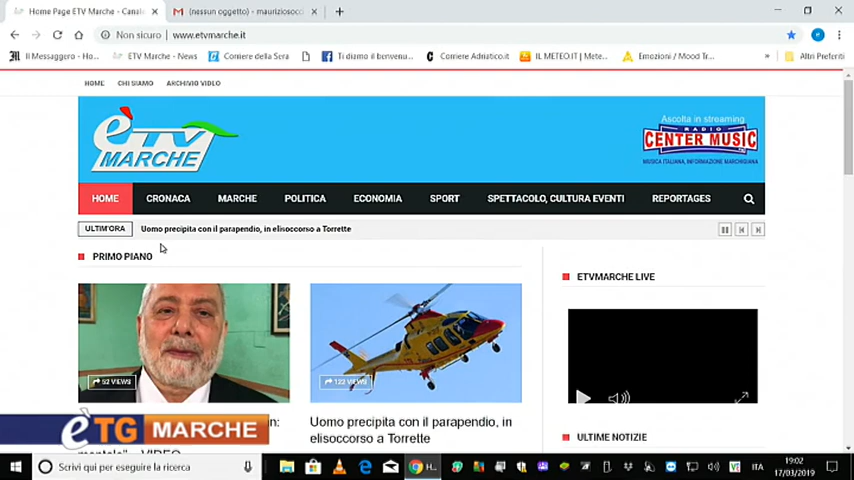 Home Page ETV Marche - Canale
(nessun oggetto) - mauriziosocci
Non sicuro | www.etvmarche.it
Il Messaggero - Ho...
ETV Marche - News
Corriere della Sera
Ti diamo il benvenu...
Corriere Adriatico.it
IL METEO.IT | Mete...
Emozioni / Mood Tr...
»
Altri Preferiti
HOME
CHI SIAMO
ARCHIVIO VIDEO
èTV
MARCHE
Ascolta in streaming
RADIO
CENTER MUSIC
MUSICA ITALIANA, INFORMAZIONE MARCHIGIANA
HOME
CRONACA
MARCHE
POLITICA
ECONOMIA
SPORT
SPETTACOLO, CULTURA EVENTI
REPORTAGES
ULTIM'ORA
Uomo precipita con il parapendio, in elisoccorso a Torrette
PRIMO PIANO
ETVMARCHE LIVE
52 VIEWS
122 VIEWS
Uomo precipita con il parapendio, in
elisoccorso a Torrette
ULTIME NOTIZIE
èTG MARCHE
VIDEO
Scrivi qui per eseguire la ricerca
H...
ITA
19:02
17/03/2019